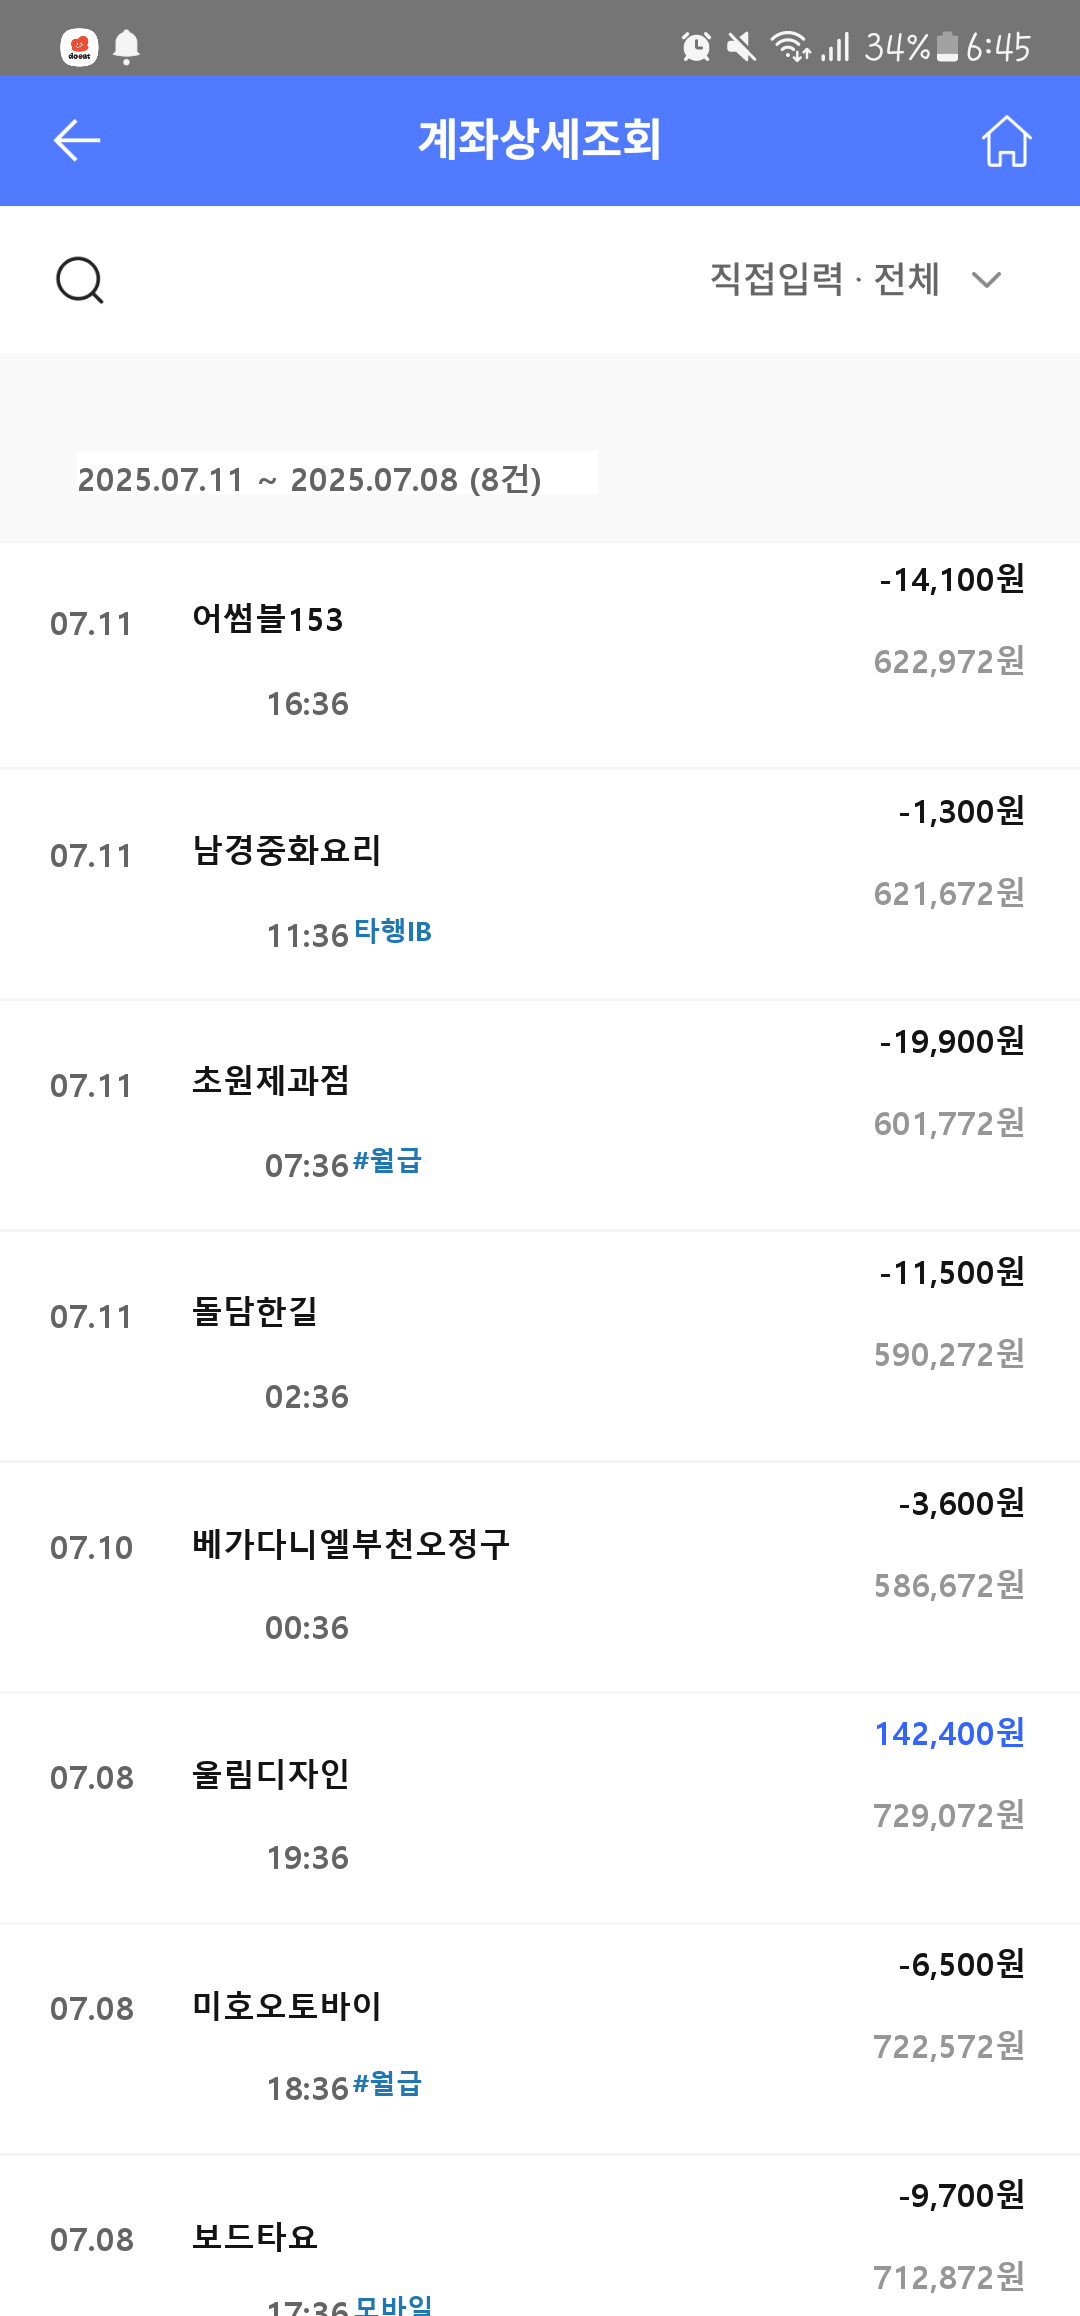 doeat 34% 6:45
계좌상세조회
직접입력 · 전체
2025.07.11 ~ 2025.07.08 (8건)
-14,100원
07.11 어썸블153
622,972원
16:36
-1,300원
07.11 남경중화요리
621,672원
11:36 타행IB
-19,900원
07.11 초원제과점
601,772원
07:36 #월급
-11,500원
07.11 돌담한길
590,272원
02:36
-3,600원
07.10 베가다니엘부천오정구
586,672원
00:36
142,400원
07.08 울림디자인
729,072원
19:36
-6,500원
07.08 미호오토바이
722,572원
18:36 #월급
-9,700원
07.08 보드타요
712,872원
17:36 모바일